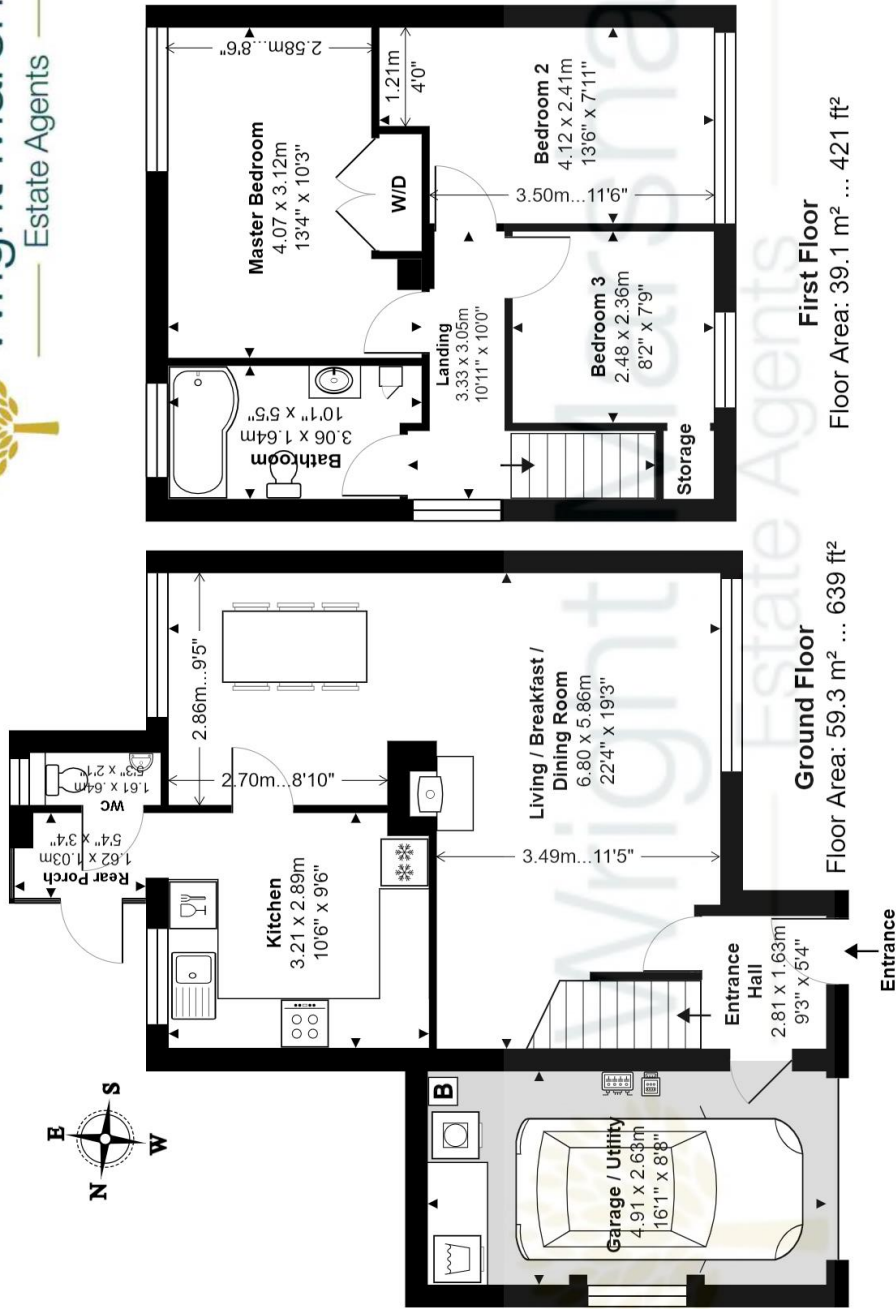 Estate Agents
2.58m...8'6"
Master Bedroom
4.07 x 3.12m
13'4" x 10'3"
1.21m
4'0"
W/D
Bedroom 2
4.12 x 2.41m
13'6" x 7'11"
3.50m...11'6"
Bathroom
3.06 x 1.64m
10'1" x 5'5"
Landing
3.33 x 3.05m
10'11" x 10'0"
Bedroom 3
2.48 x 2.36m
8'2" x 7'9"
Storage
First Floor
Floor Area: 39.1 m² ... 421 ft²
WC
1.61 x 1.64m
5'3" x 2'1"
Rear Porch
1.62 x 1.03m
5'4" x 3'4"
2.86m...9'5"
2.70m...8'10"
Kitchen
3.21 x 2.89m
10'6" x 9'6"
Living / Breakfast /
Dining Room
6.80 x 5.86m
22'4" x 19'3"
3.49m...11'5"
Entrance
Hall
2.81 x 1.63m
9'3" x 5'4"
Entrance
B
Garage / Utility
4.91 x 2.63m
16'1" x 8'8"
Ground Floor
Floor Area: 59.3 m² ... 639 ft²
N
E
S
W
Wright Marsha
Estate Agents